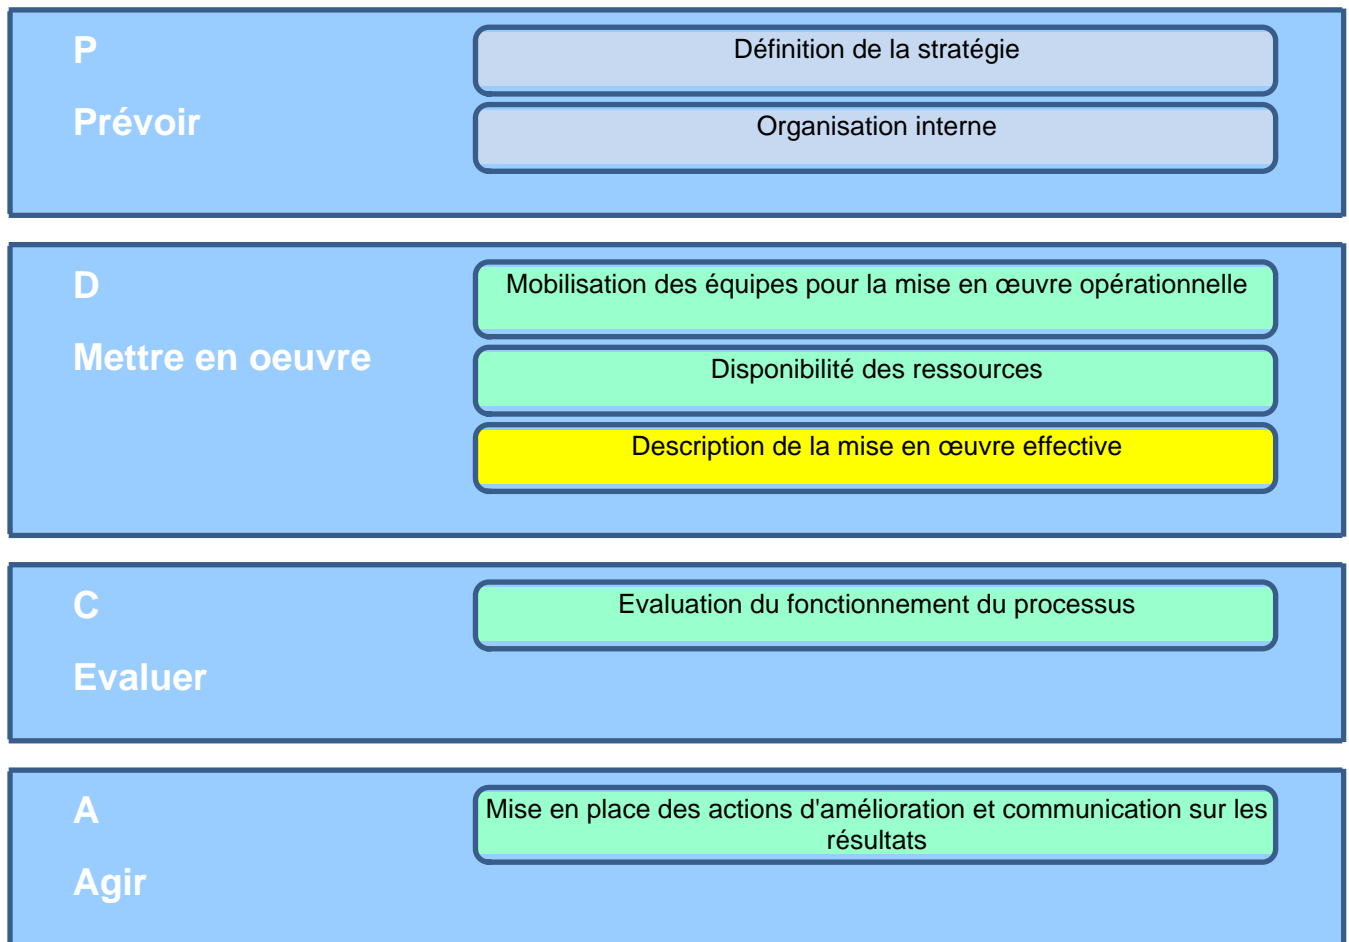 P
Prévoir
Définition de la stratégie
Organisation interne
D
Mettre en oeuvre
Mobilisation des équipes pour la mise en œuvre opérationnelle
Disponibilité des ressources
Description de la mise en œuvre effective
C
Evaluer
Evaluation du fonctionnement du processus
A
Agir
Mise en place des actions d'amélioration et communication sur les
résultats